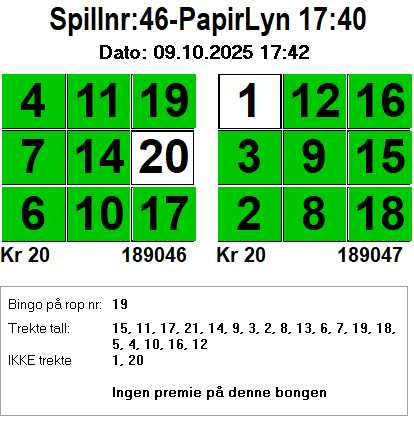 Spillnr:46-PapirLyn 17:40
Dato: 09.10.2025 17:42
4 11 19 1 12 16
7 14 20 3 9 15
6 10 17 2 8 18
Kr 20 189046 Kr 20 189047
Bingo på rop nr: 19
Trekte tall: 15, 11, 17, 21, 14, 9, 3, 2, 8, 13, 6, 7, 19, 18,
5, 4, 10, 16, 12
IKKE trekte 1, 20
Ingen premie på denne bongen